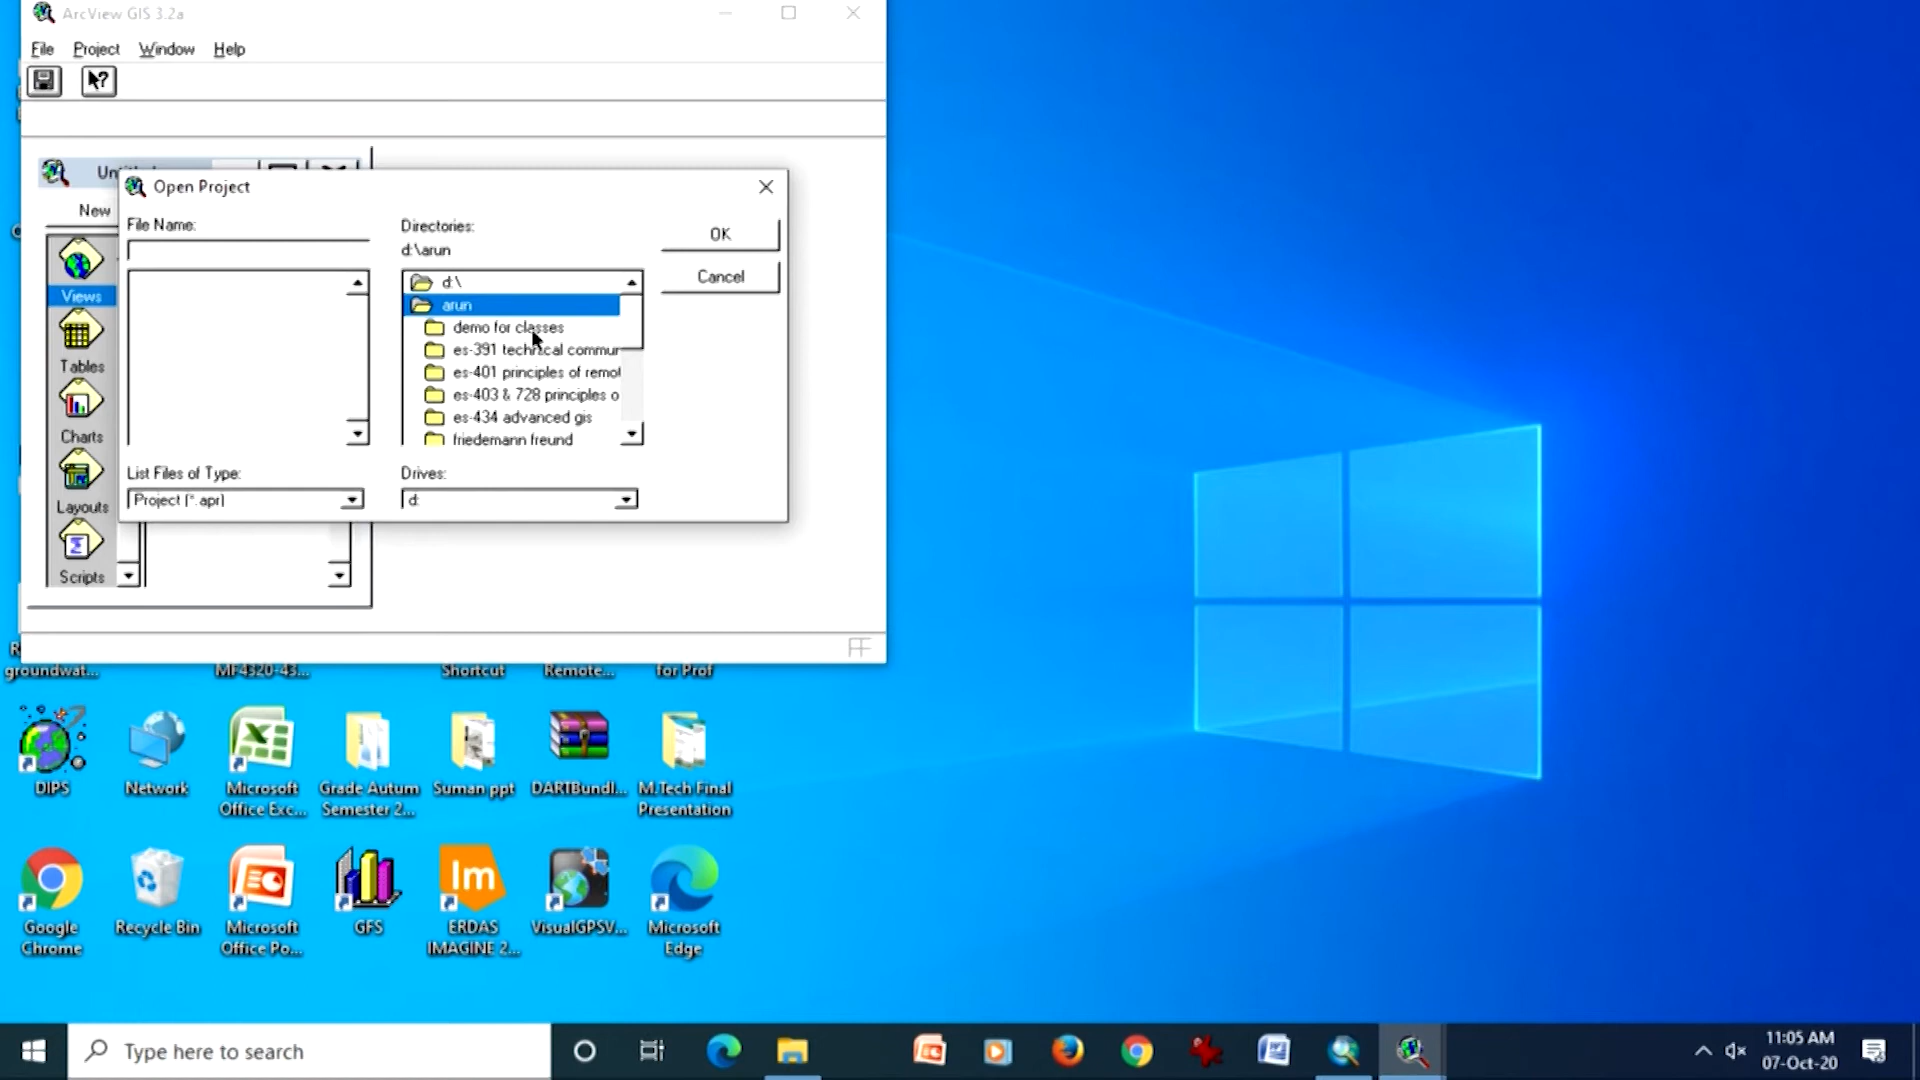 ArcView GIS 3.2a
File Project Window Help
New
Open Project
File Name:
Directories:
d:\arun
OK
Cancel
d:\
arun
demo for classes
es-391 technical commur
es-401 principles of remot
es-403 & 728 principles o
es-434 advanced gis
friedemann freund
List Files of Type:
Project (*.apr)
Drives:
d:
Views
Tables
Charts
Layouts
Scripts
groundwat...
MF4320-43...
Shortcut
Remote...
for Prof
DIPS
Network
Microsoft Office Exc...
Grade Autum Semester 2...
Suman ppt
DARTBundl...
M.Tech Final Presentation
Google Chrome
Recycle Bin
Microsoft Office Po...
GFS
Im
ERDAS IMAGINE 2...
VisualGPSV...
Microsoft Edge
Type here to search
11:05 AM
07-Oct-20